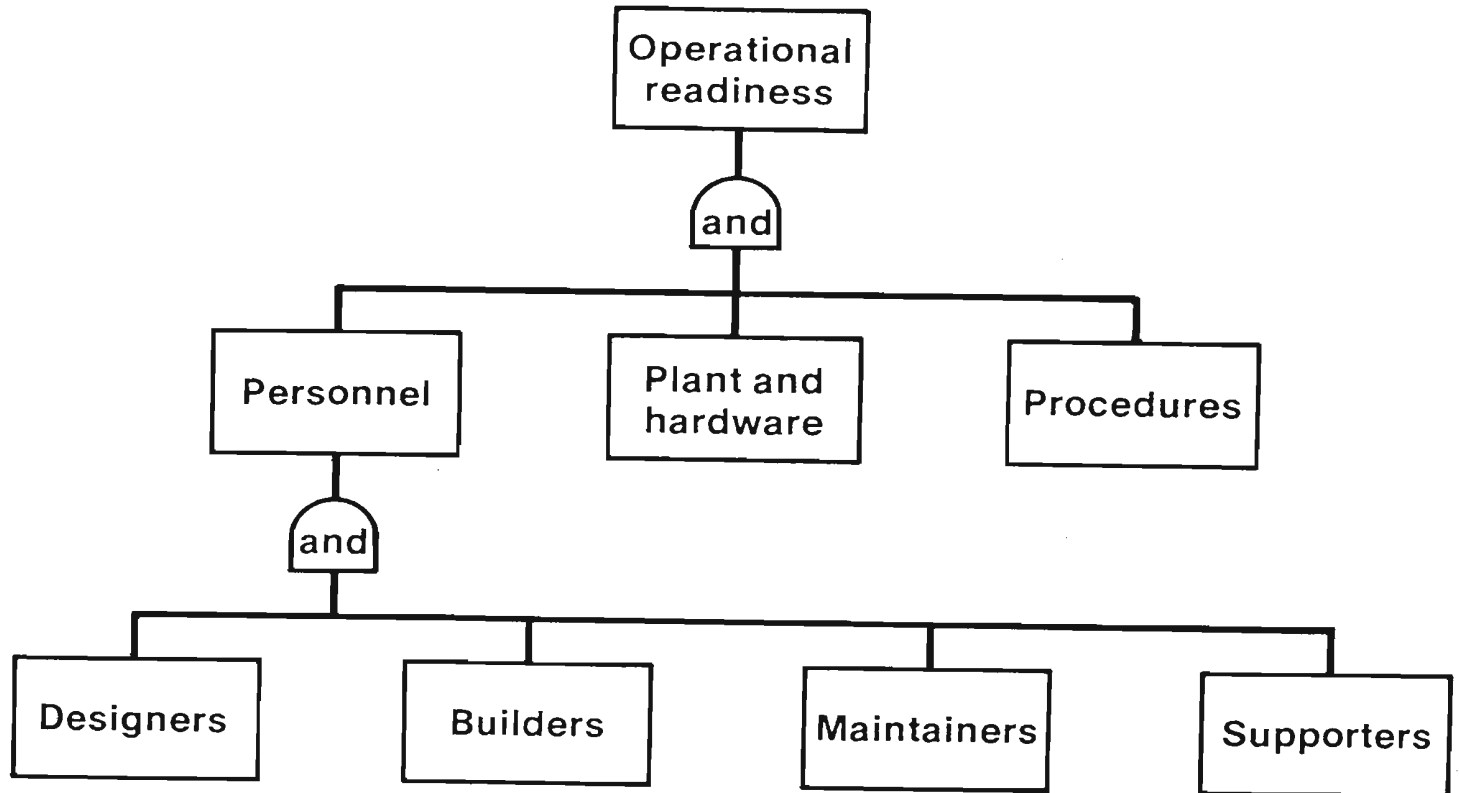 Operational
readiness
and
Personnel
Plant and
hardware
Procedures
and
Designers
Builders
Maintainers
Supporters